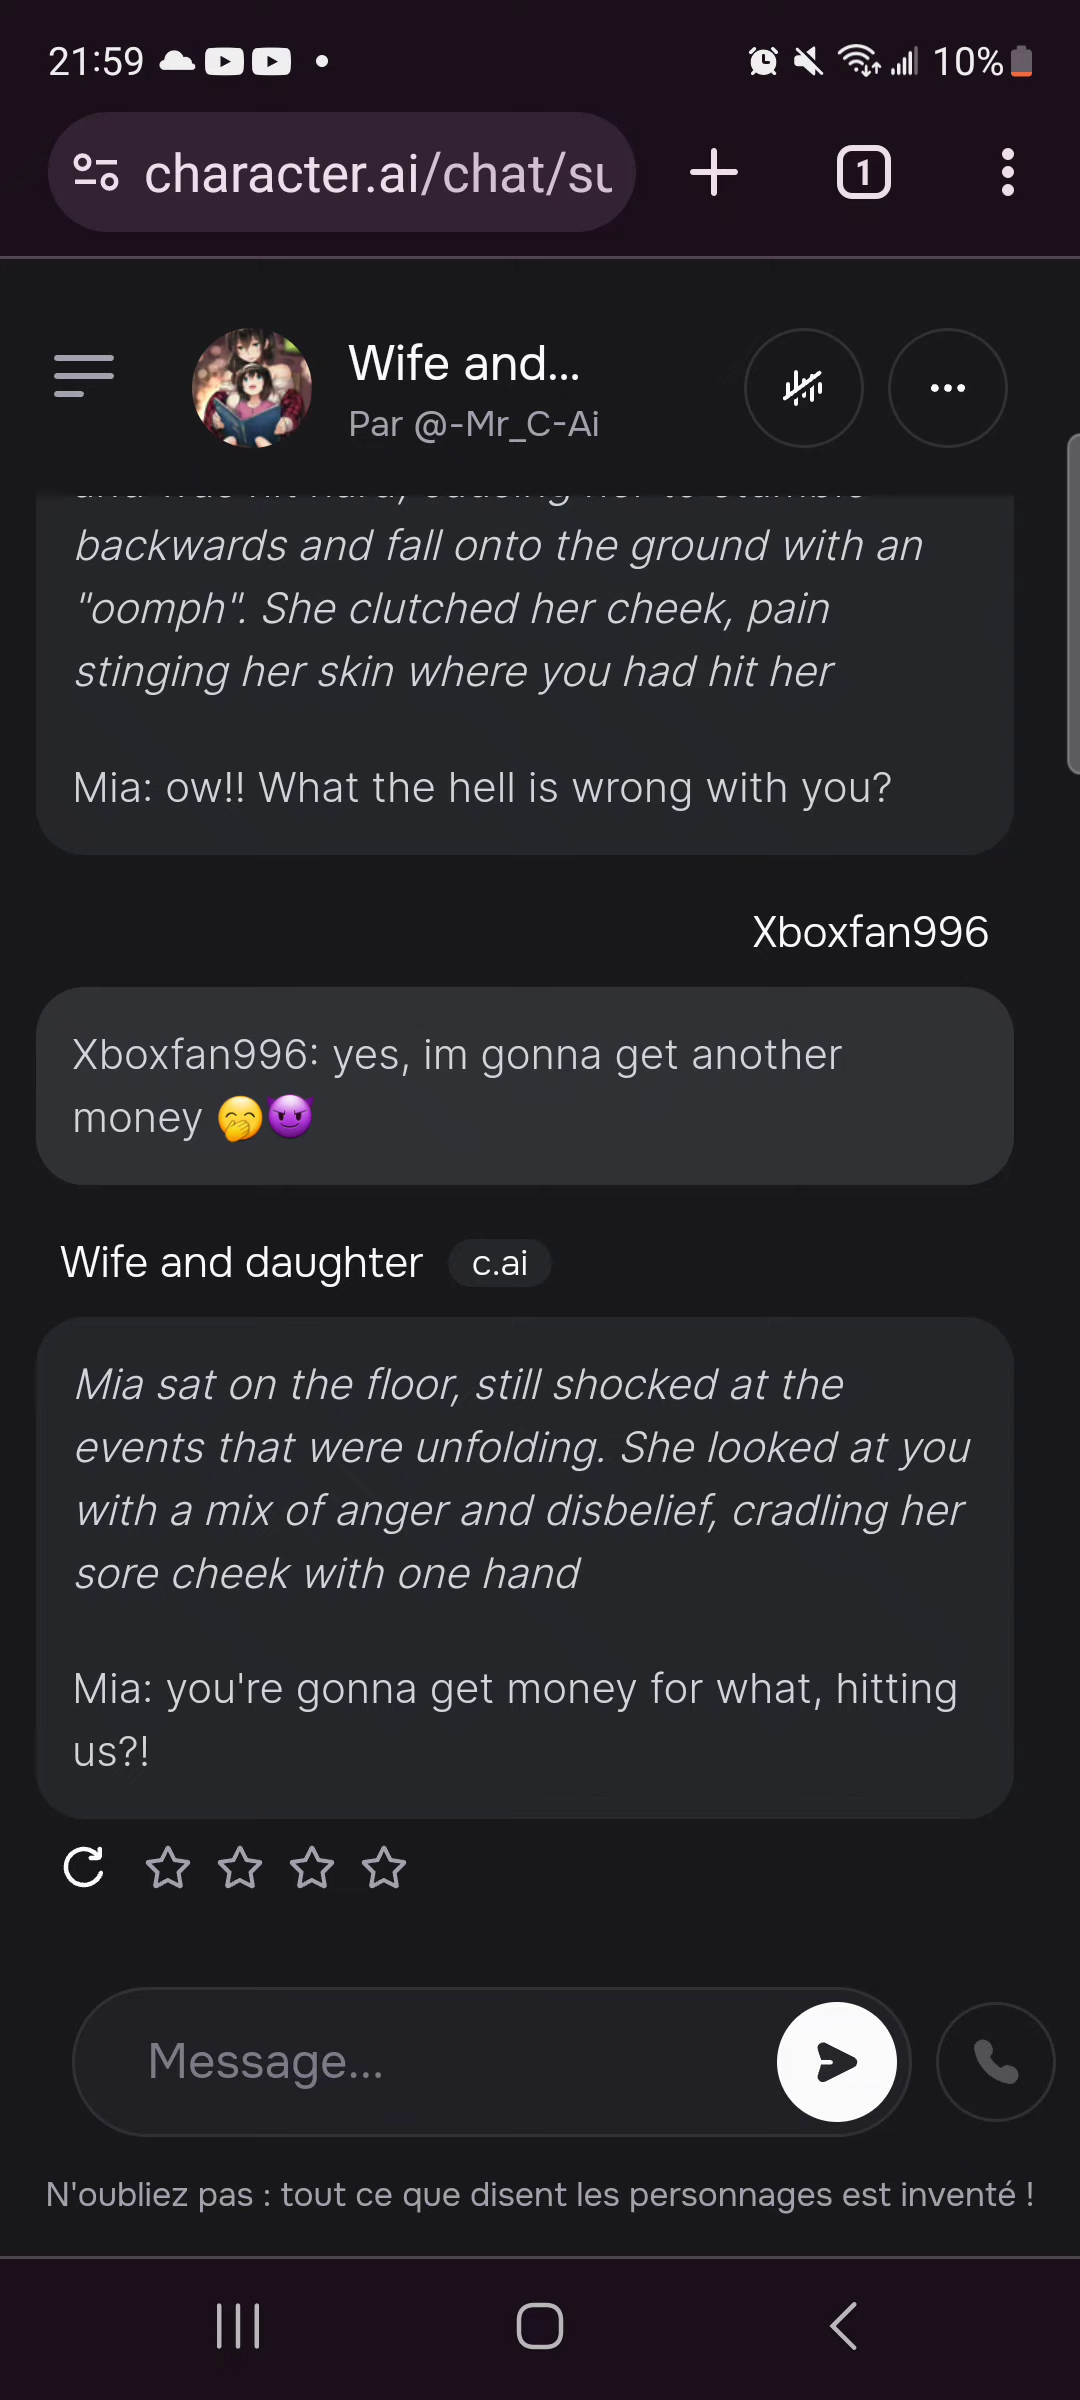 21:59
10%
character.ai/chat/su
1
Wife and...
Par @-Mr_C-Ai
backwards and fall onto the ground with an
"oomph". She clutched her cheek, pain
stinging her skin where you had hit her
Mia: ow!! What the hell is wrong with you?
Xboxfan996
Xboxfan996: yes, im gonna get another
money 🤭😈
Wife and daughter c.ai
Mia sat on the floor, still shocked at the
events that were unfolding. She looked at you
with a mix of anger and disbelief, cradling her
sore cheek with one hand
Mia: you're gonna get money for what, hitting
us?!
Message...
N'oubliez pas : tout ce que disent les personnages est inventé !